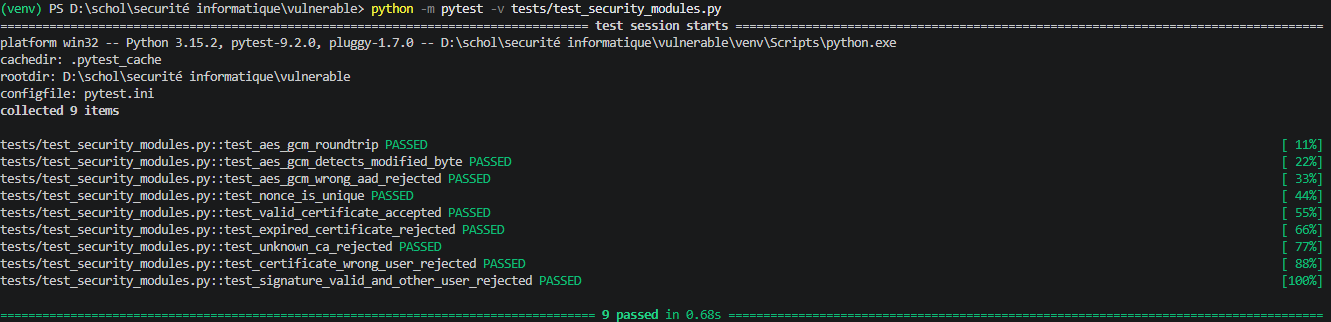 (venv) PS D:\schol\securité informatique\vulnerable> python -m pytest -v tests/test_security_modules.py
================================================================================= test session starts =================================================================================
platform win32 -- Python 3.15.2, pytest-9.2.0, pluggy-1.7.0 -- D:\schol\securité informatique\vulnerable\venv\Scripts\python.exe
cachedir: .pytest_cache
rootdir: D:\schol\securité informatique\vulnerable
configfile: pytest.ini
collected 9 items
tests/test_security_modules.py::test_aes_gcm_roundtrip PASSED [ 11%]
tests/test_security_modules.py::test_aes_gcm_detects_modified_byte PASSED [ 22%]
tests/test_security_modules.py::test_aes_gcm_wrong_aad_rejected PASSED [ 33%]
tests/test_security_modules.py::test_nonce_is_unique PASSED [ 44%]
tests/test_security_modules.py::test_valid_certificate_accepted PASSED [ 55%]
tests/test_security_modules.py::test_expired_certificate_rejected PASSED [ 66%]
tests/test_security_modules.py::test_unknown_ca_rejected PASSED [ 77%]
tests/test_security_modules.py::test_certificate_wrong_user_rejected PASSED [ 88%]
tests/test_security_modules.py::test_signature_valid_and_other_user_rejected PASSED [100%]
================================================================================== 9 passed in 0.68s ==================================================================================